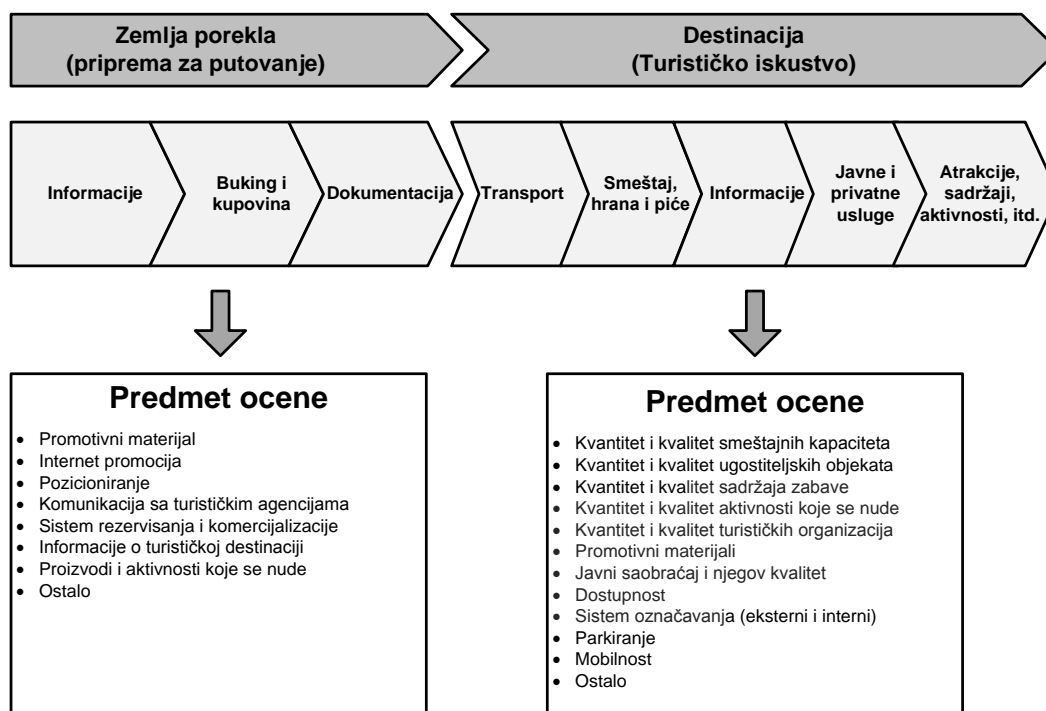 Zemlja porekla
(priprema za putovanje)
Destinacija
(Turističko iskustvo)
Informacije
Buking i
kupovina
Dokumentacija
Transport
Smeštaj,
hrana i piće
Informacije
Javne i
privatne
usluge
Atrakcije,
sadržaji,
aktivnosti, itd.
Predmet ocene
• Promotivni materijal
• Internet promocija
• Pozicioniranje
• Komunikacija sa turističkim agencijama
• Sistem rezervisanja i komercijalizacije
• Informacije o turističkoj destinaciji
• Proizvodi i aktivnosti koje se nude
• Ostalo
Predmet ocene
• Kvantitet i kvalitet smeštajnih kapaciteta
• Kvantitet i kvalitet ugostiteljskih objekata
• Kvantitet i kvalitet sadržaja zabave
• Kvantitet i kvalitet aktivnosti koje se nude
• Kvantitet i kvalitet turističkih organizacija
• Promotivni materijali
• Javni saobraćaj i njegov kvalitet
• Dostupnost
• Sistem označavanja (eksterni i interni)
• Parkiranje
• Mobilnost
• Ostalo